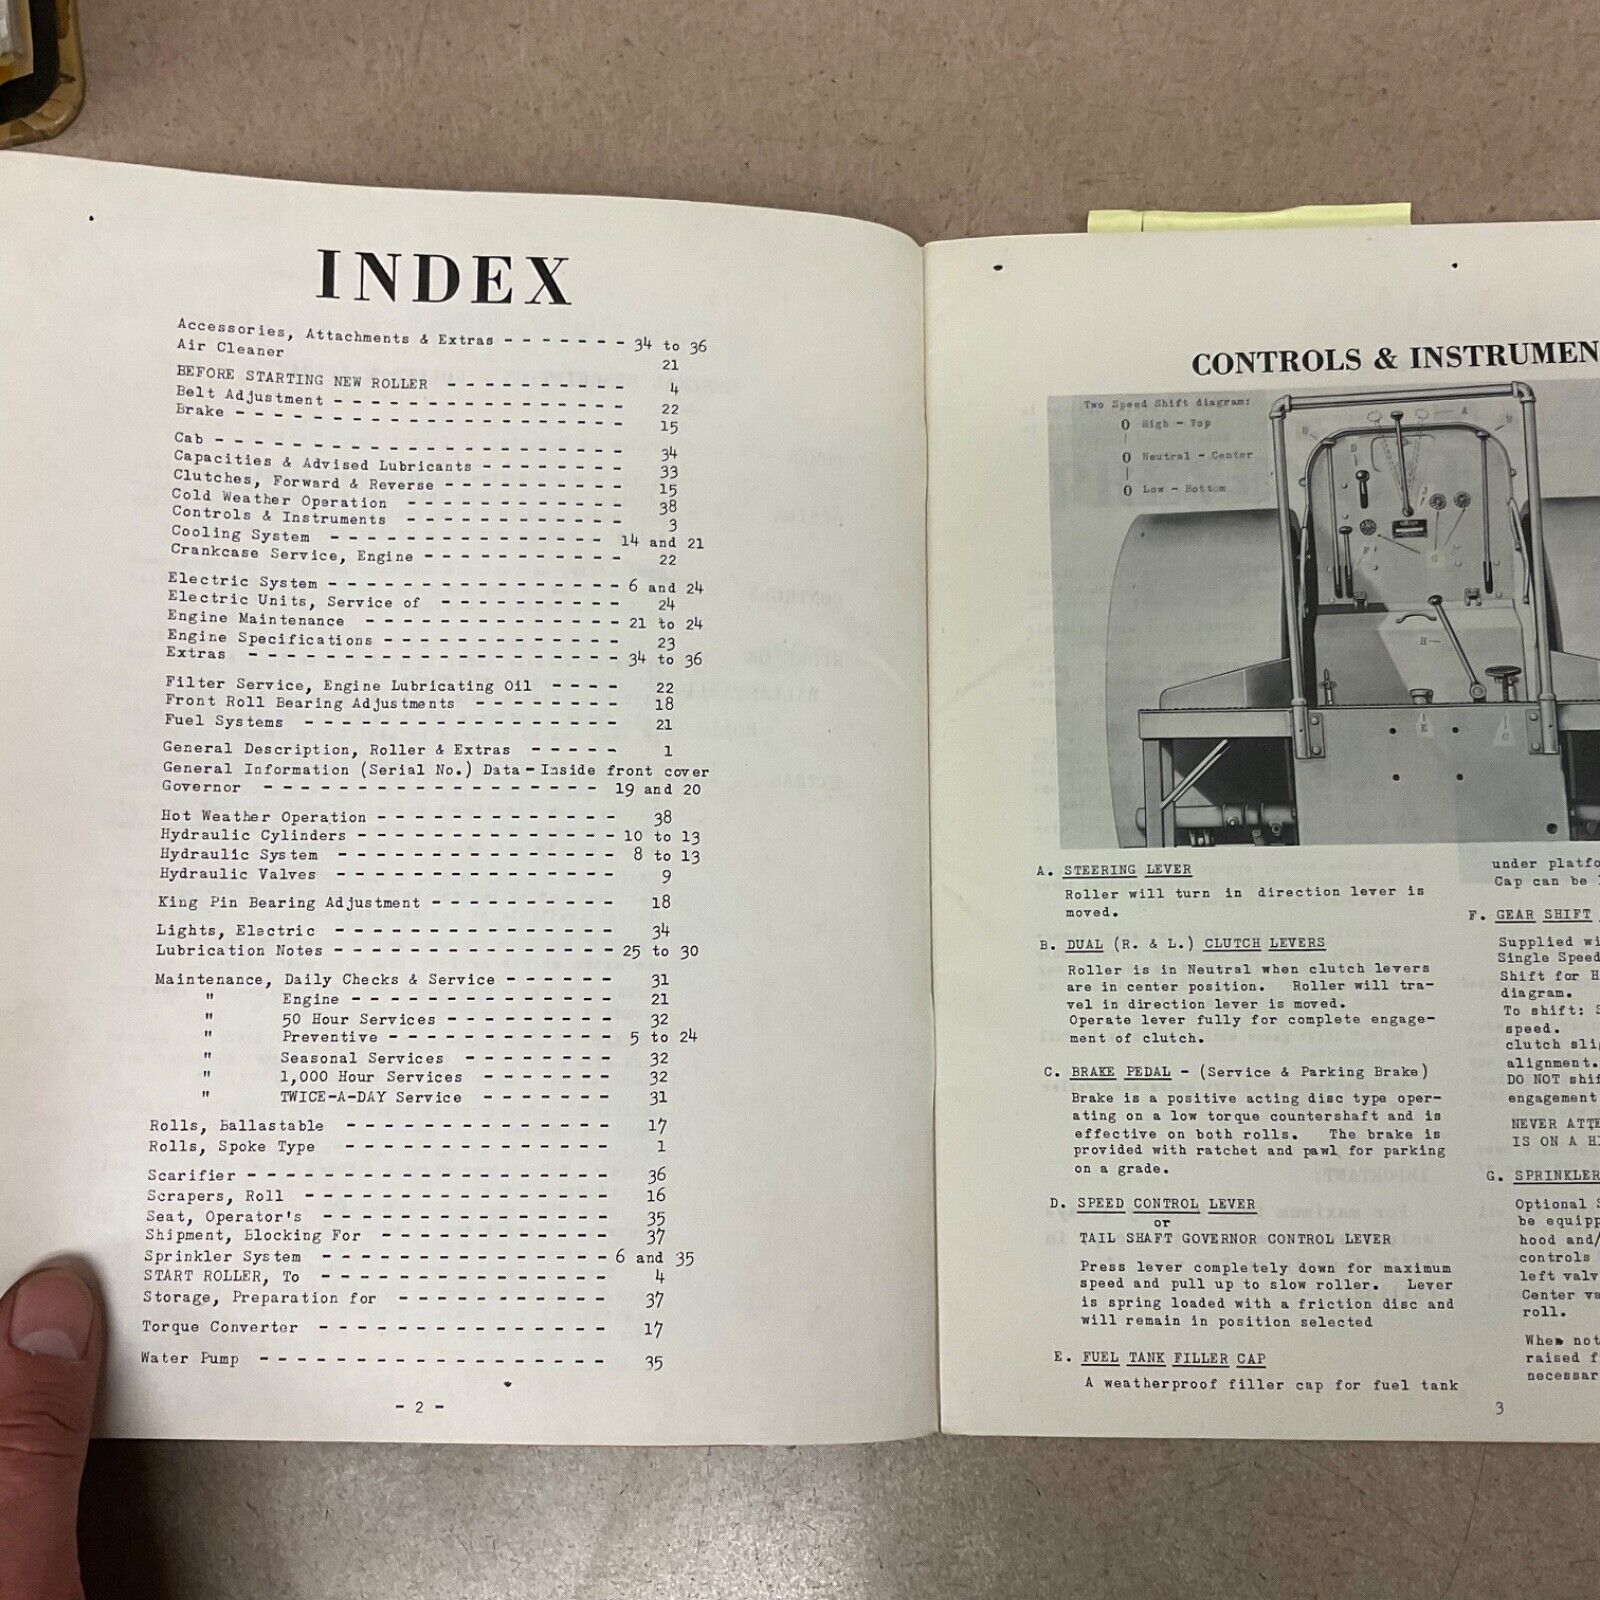 INDEX
Accessories, Attachments & Extras - - - - - - - 34 to 36
Air Cleaner 21
BEFORE STARTING NEW ROLLER - - - - - - - - - - 4
Belt Adjustment - - - - - - - - - - - - - - - - 22
Brake - - - - - - - - - - - - - - - - - - - - - 15
Cab - - - - - - - - - - - - - - - - - - - - - - 34
Capacities & Advised Lubricants - - - - - - - - 33
Clutches, Forward & Reverse - - - - - - - - - - 15
Cold Weather Operation - - - - - - - - - - - - 38
Controls & Instruments - - - - - - - - - - - - 3
Cooling System - - - - - - - - - - - - - - - 14 and 21
Crankcase Service, Engine - - - - - - - - - - - 22
Electric System - - - - - - - - - - - - - - - - 6 and 24
Electric Units, Service of - - - - - - - - - - 24
Engine Maintenance - - - - - - - - - - - - - - 21 to 24
Engine Specifications - - - - - - - - - - - - - 23
Extras - - - - - - - - - - - - - - - - - - - - 34 to 36
Filter Service, Engine Lubricating Oil - - - - 22
Front Roll Bearing Adjustments - - - - - - - - 18
Fuel Systems - - - - - - - - - - - - - - - - - 21
General Description, Roller & Extras - - - - - 1
General Information (Serial No.) Data - Inside front cover
Governor - - - - - - - - - - - - - - - - - - 19 and 20
Hot Weather Operation - - - - - - - - - - - - - 38
Hydraulic Cylinders - - - - - - - - - - - - - - 10 to 13
Hydraulic System - - - - - - - - - - - - - - - 8 to 13
Hydraulic Valves - - - - - - - - - - - - - - - 9
King Pin Bearing Adjustment - - - - - - - - - - 18
Lights, Electric - - - - - - - - - - - - - - - 34
Lubrication Notes - - - - - - - - - - - - - - - 25 to 30
Maintenance, Daily Checks & Service - - - - - - 31
" Engine - - - - - - - - - - - - - - 21
" 50 Hour Services - - - - - - - - - 32
" Preventive - - - - - - - - - - - - 5 to 24
" Seasonal Services - - - - - - - - 32
" 1,000 Hour Services - - - - - - - 32
" TWICE-A-DAY Service - - - - - - - 31
Rolls, Ballastable - - - - - - - - - - - - - - 17
Rolls, Spoke Type - - - - - - - - - - - - - - - 1
Scarifier - - - - - - - - - - - - - - - - - - - 36
Scrapers, Roll - - - - - - - - - - - - - - - - 16
Seat, Operator's - - - - - - - - - - - - - - - 35
Shipment, Blocking For - - - - - - - - - - - - - 37
Sprinkler System - - - - - - - - - - - - - - - 6 and 35
START ROLLER, To - - - - - - - - - - - - - - - 4
Storage, Preparation for - - - - - - - - - - - 37
Torque Converter - - - - - - - - - - - - - - - 17
Water Pump - - - - - - - - - - - - - - - - - - 35
- 2 -
CONTROLS & INSTRUMEN
Two Speed Shift diagram:
O High - Top
O Neutral - Center
O Low - Bottom
A
B
B
B
D
J
F
G
H
E
C
A. STEERING LEVER
Roller will turn in direction lever is
moved.
B. DUAL (R. & L.) CLUTCH LEVERS
Roller is in Neutral when clutch levers
are in center position. Roller will tra-
vel in direction lever is moved.
Operate lever fully for complete engage-
ment of clutch.
C. BRAKE PEDAL - (Service & Parking Brake)
Brake is a positive acting disc type oper-
ating on a low torque countershaft and is
effective on both rolls. The brake is
provided with ratchet and pawl for parking
on a grade.
D. SPEED CONTROL LEVER
or
TAIL SHAFT GOVERNOR CONTROL LEVER
Press lever completely down for maximum
speed and pull up to slow roller. Lever
is spring loaded with a friction disc and
will remain in position selected
E. FUEL TANK FILLER CAP
A weatherproof filler cap for fuel tank
under platfo
Cap can be
F. GEAR SHIFT
Supplied wi
Single Speed
Shift for H
diagram.
To shift: S
speed.
clutch sli
alignment.
DO NOT shif
engagement
NEVER ATTE
IS ON A HI
G. SPRINKLER
Optional S
be equipp
hood and/
controls
left valv
Center va
roll.
When not
raised f
necessar
3